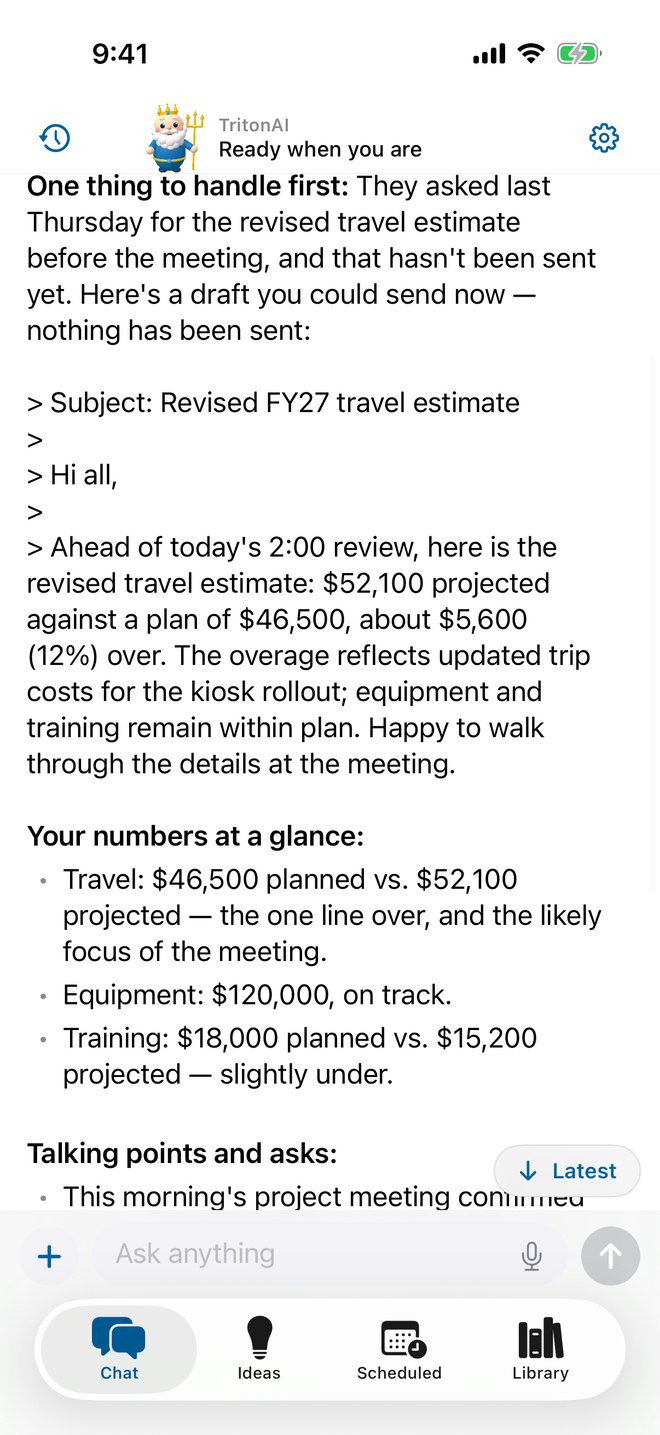 9:41
TritonAI
Ready when you are
One thing to handle first: They asked last
Thursday for the revised travel estimate
before the meeting, and that hasn't been sent
yet. Here's a draft you could send now —
nothing has been sent:
> Subject: Revised FY27 travel estimate
>
> Hi all,
>
> Ahead of today's 2:00 review, here is the
revised travel estimate: $52,100 projected
against a plan of $46,500, about $5,600
(12%) over. The overage reflects updated trip
costs for the kiosk rollout; equipment and
training remain within plan. Happy to walk
through the details at the meeting.
Your numbers at a glance:
• Travel: $46,500 planned vs. $52,100
projected — the one line over, and the likely
focus of the meeting.
• Equipment: $120,000, on track.
• Training: $18,000 planned vs. $15,200
projected — slightly under.
Talking points and asks:
• This morning's project meeting confirmed
Latest
Ask anything
Chat
Ideas
Scheduled
Library